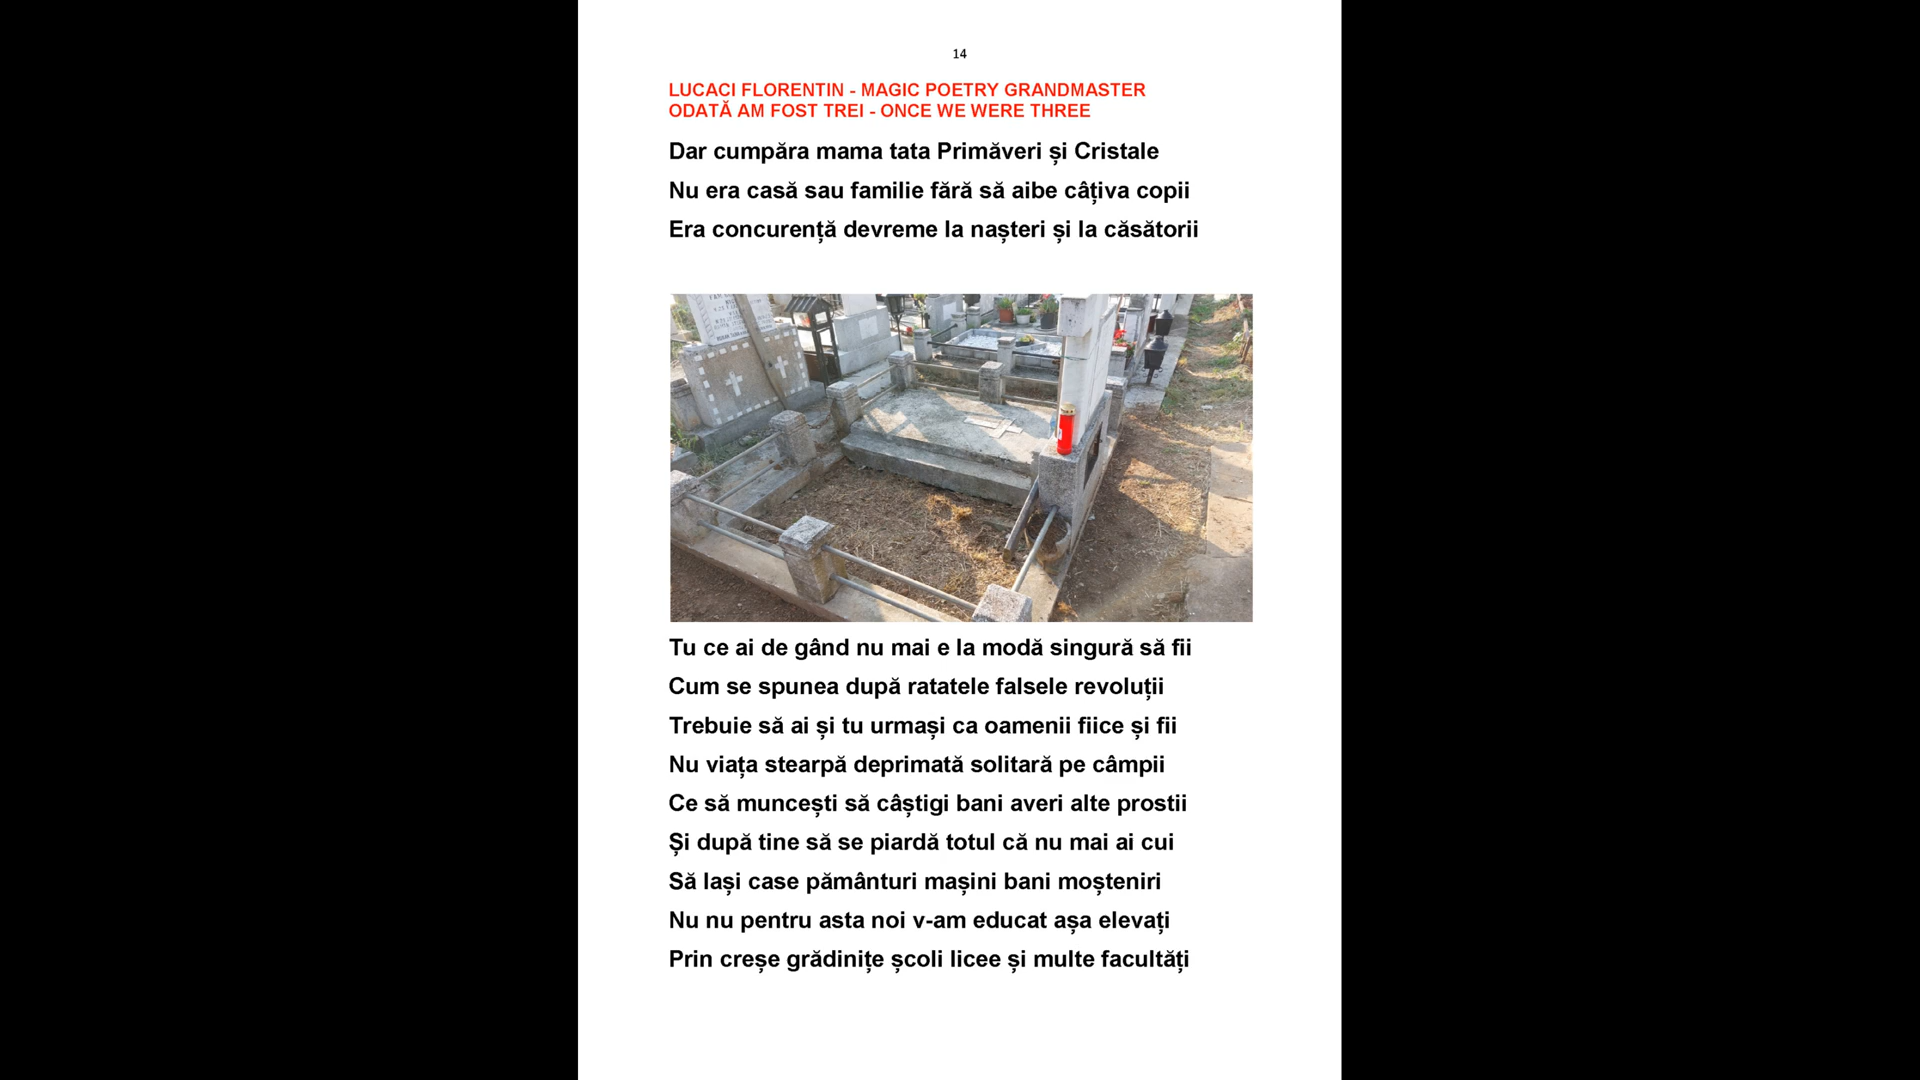 14
LUCACI FLORENTIN - MAGIC POETRY GRANDMASTER
ODATĂ AM FOST TREI - ONCE WE WERE THREE
Dar cumpăra mama tata Primăveri și Cristale
Nu era casă sau familie fără să aibe câțiva copii
Era concurență devreme la nașteri și la căsătorii
Tu ce ai de gând nu mai e la modă singură să fii
Cum se spunea după ratatele falsele revoluții
Trebuie să ai și tu urmași ca oamenii fiice și fii
Nu viața stearpă deprimată solitară pe câmpii
Ce să muncești să câștigi bani averi alte prostii
Și după tine să se piardă totul că nu mai ai cui
Să lași case pământuri mașini bani moșteniri
Nu nu pentru asta noi v-am educat așa elevați
Prin creșe grădinițe școli licee și multe facultăți